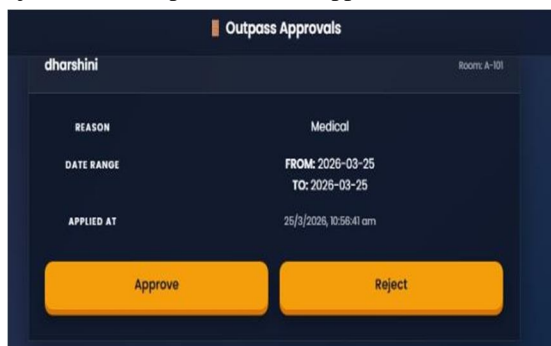 Outpass Approvals
dharshini Room: A-101
REASON Medical
DATE RANGE FROM: 2026-03-25
TO: 2026-03-25
APPLIED AT 25/3/2026, 10:56:41 am
Approve Reject